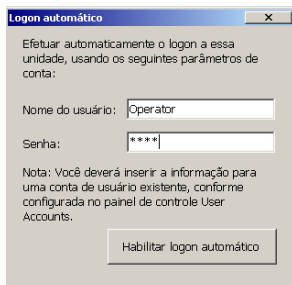 Logon automático
Efetuar automaticamente o logon a essa
unidade, usando os seguintes parâmetros de
conta:
Nome do usuário: Operator
Senha: ****
Nota: Você deverá inserir a informação para
uma conta de usuário existente, conforme
configurada no painel de controle User
Accounts.
Habilitar logon automático